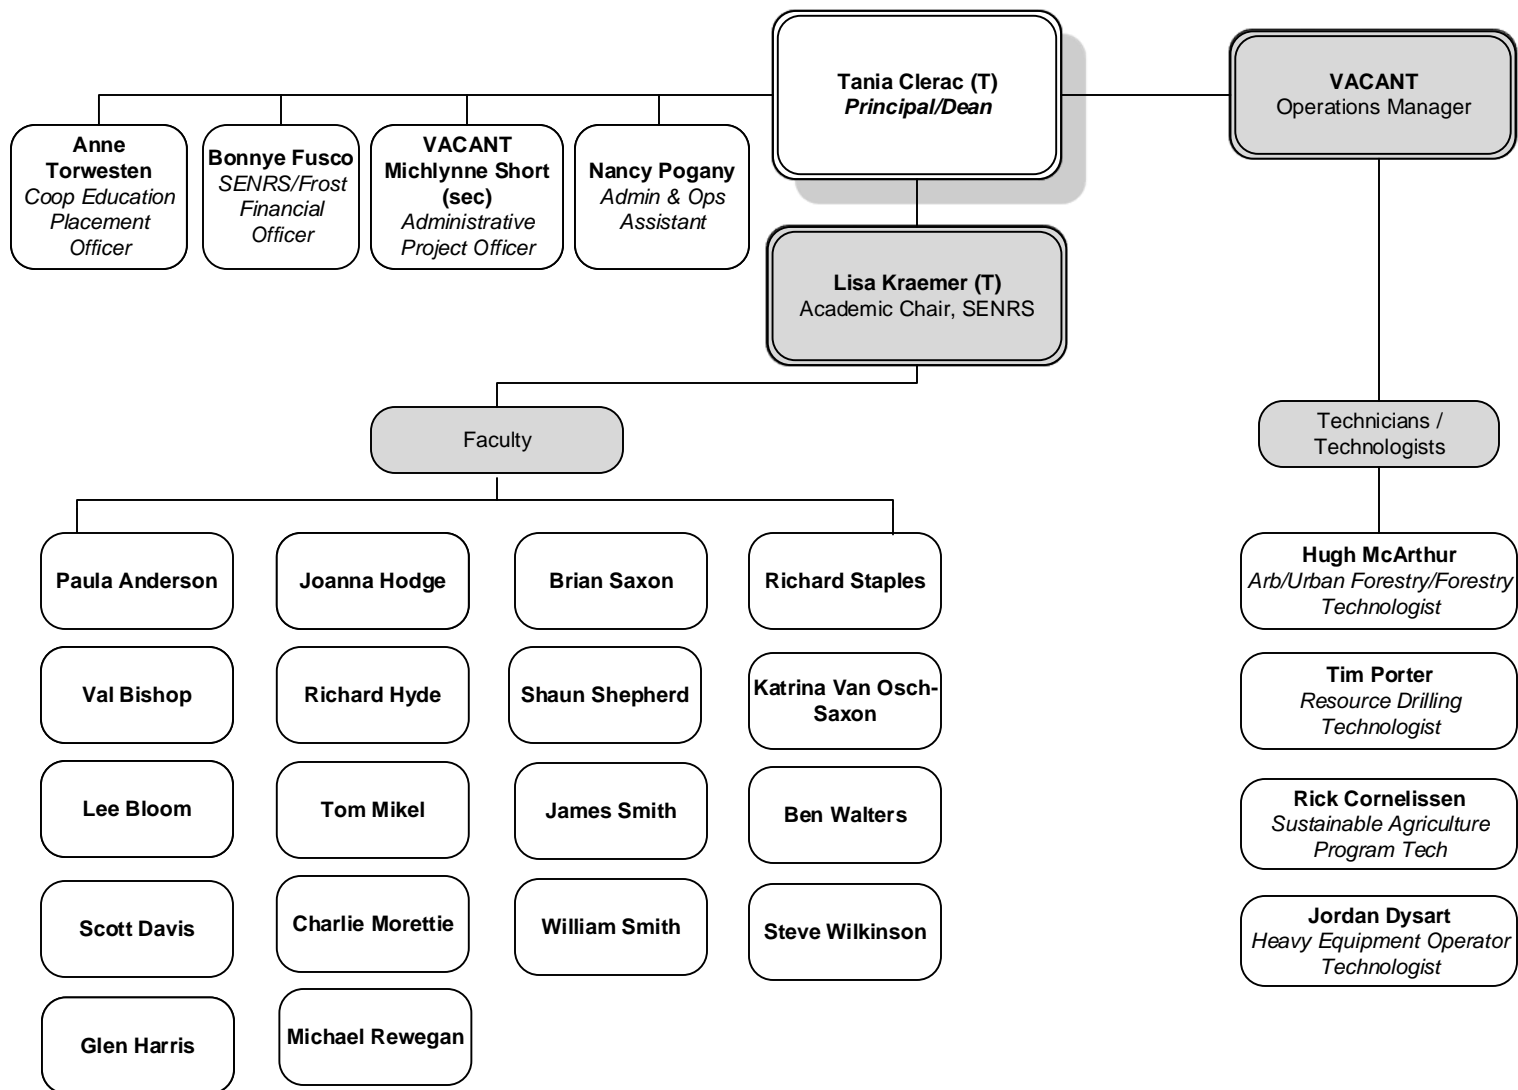 Tania Clerac (T)
Principal/Dean
VACANT
Operations Manager
Anne
Torwesten
Coop Education
Placement
Officer
Bonnye Fusco
SENRS/Frost
Financial
Officer
VACANT
Michlynne Short
(sec)
Administrative
Project Officer
Nancy Pogany
Admin & Ops
Assistant
Lisa Kraemer (T)
Academic Chair, SENRS
Faculty
Technicians /
Technologists
Paula Anderson
Joanna Hodge
Brian Saxon
Richard Staples
Val Bishop
Richard Hyde
Shaun Shepherd
Katrina Van Osch-
Saxon
Lee Bloom
Tom Mikel
James Smith
Ben Walters
Scott Davis
Charlie Morettie
William Smith
Steve Wilkinson
Glen Harris
Michael Rewegan
Hugh McArthur
Arb/Urban Forestry/Forestry
Technologist
Tim Porter
Resource Drilling
Technologist
Rick Cornelissen
Sustainable Agriculture
Program Tech
Jordan Dysart
Heavy Equipment Operator
Technologist